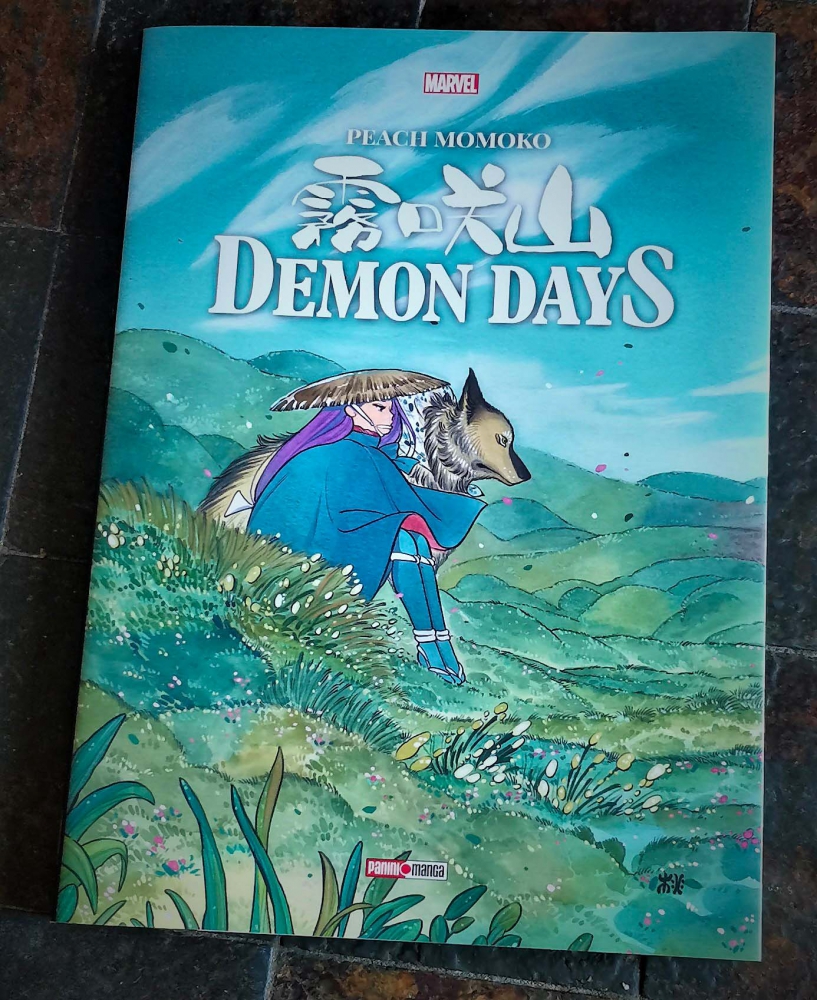 MARVEL
PEACH MOMOKO
霧咲山
DEMON DAYS
PANINI manga